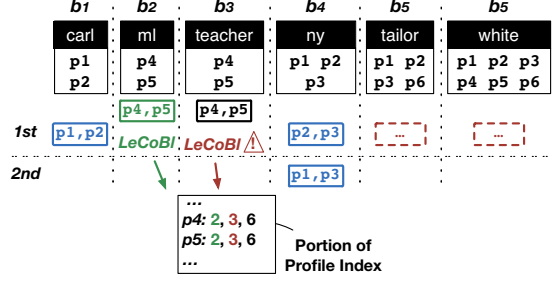 b1 b2 b3 b4 b5 b5
carl ml teacher ny tailor white
p1 p4 p4 p1 p2 p1 p2 p1 p2 p3
p2 p5 p5 p3 p3 p6 p4 p5 p6
p4,p5 p4,p5
1st p1,p2 LeCoBI LeCoBI ! p2,p3 ... ...
2nd p1,p3
...
p4: 2, 3, 6
p5: 2, 3, 6
...
Portion of
Profile Index